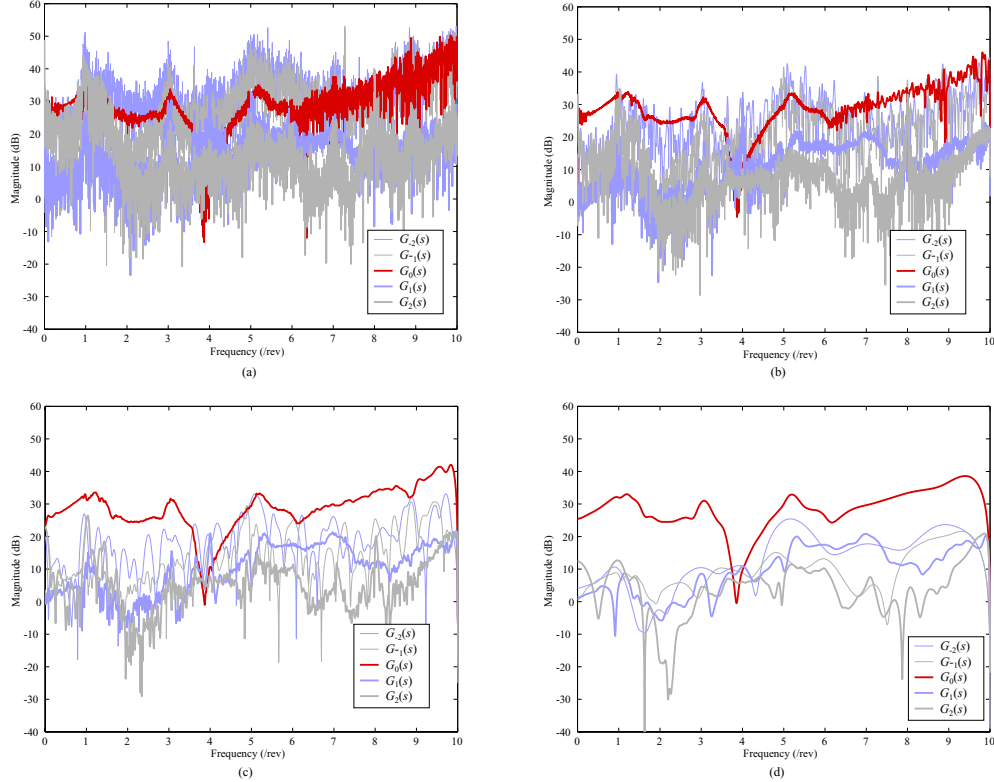 60
50
40
30
20
10
0
-10
-20
-30
-40
Magnitude (dB)
0 1 2 3 4 5 6 7 8 9 10
Frequency (/rev)
G-2(s)
G-1(s)
G0(s)
G1(s)
G2(s)
(a)
60
50
40
30
20
10
0
-10
-20
-30
-40
Magnitude (dB)
0 1 2 3 4 5 6 7 8 9 10
Frequency (/rev)
G-2(s)
G-1(s)
G0(s)
G1(s)
G2(s)
(b)
60
50
40
30
20
10
0
-10
-20
-30
-40
Magnitude (dB)
0 1 2 3 4 5 6 7 8 9 10
Frequency (/rev)
G-2(s)
G-1(s)
G0(s)
G1(s)
G2(s)
(c)
60
50
40
30
20
10
0
-10
-20
-30
-40
Magnitude (dB)
0 1 2 3 4 5 6 7 8 9 10
Frequency (/rev)
G-2(s)
G-1(s)
G0(s)
G1(s)
G2(s)
(d)